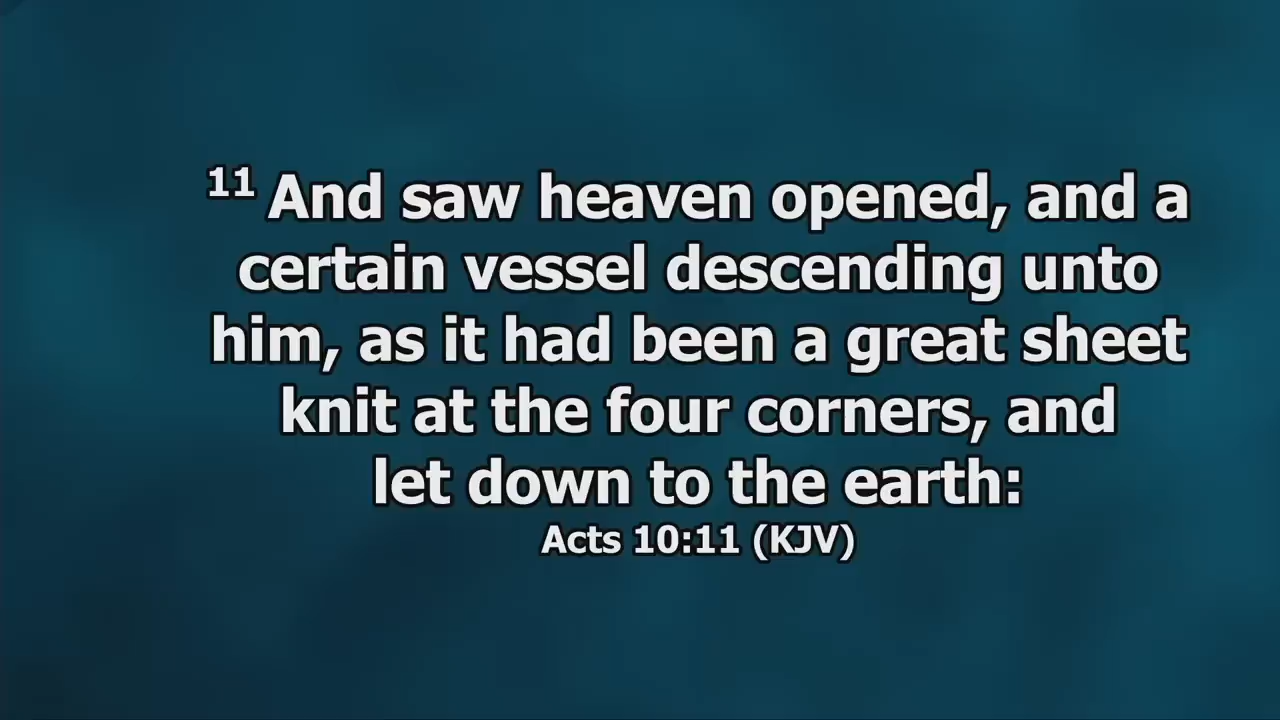 11 And saw heaven opened, and a
certain vessel descending unto
him, as it had been a great sheet
knit at the four corners, and
let down to the earth:
Acts 10:11 (KJV)